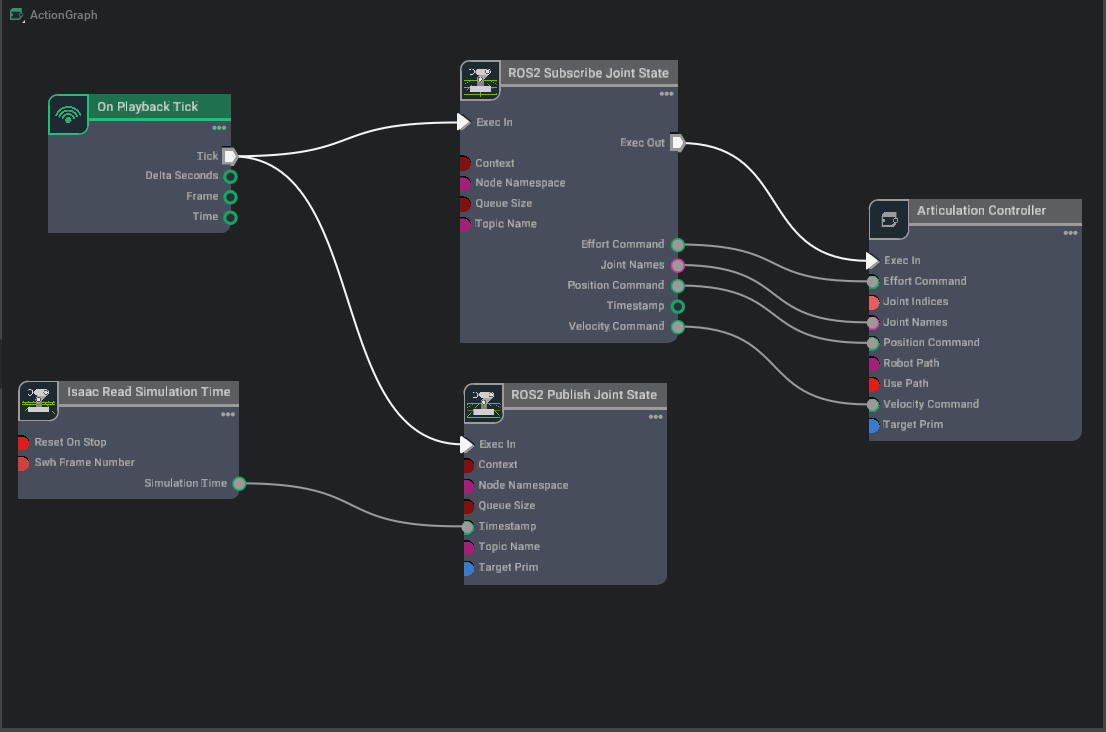 ActionGraph
On Playback Tick
Tick
Delta Seconds
Frame
Time
ROS2 Subscribe Joint State
Exec In
Exec Out
Context
Node Namespace
Queue Size
Topic Name
Effort Command
Joint Names
Position Command
Timestamp
Velocity Command
Articulation Controller
Exec In
Effort Command
Joint Indices
Joint Names
Position Command
Robot Path
Use Path
Velocity Command
Target Prim
Isaac Read Simulation Time
Reset On Stop
Swh Frame Number
Simulation Time
ROS2 Publish Joint State
Exec In
Context
Node Namespace
Queue Size
Timestamp
Topic Name
Target Prim